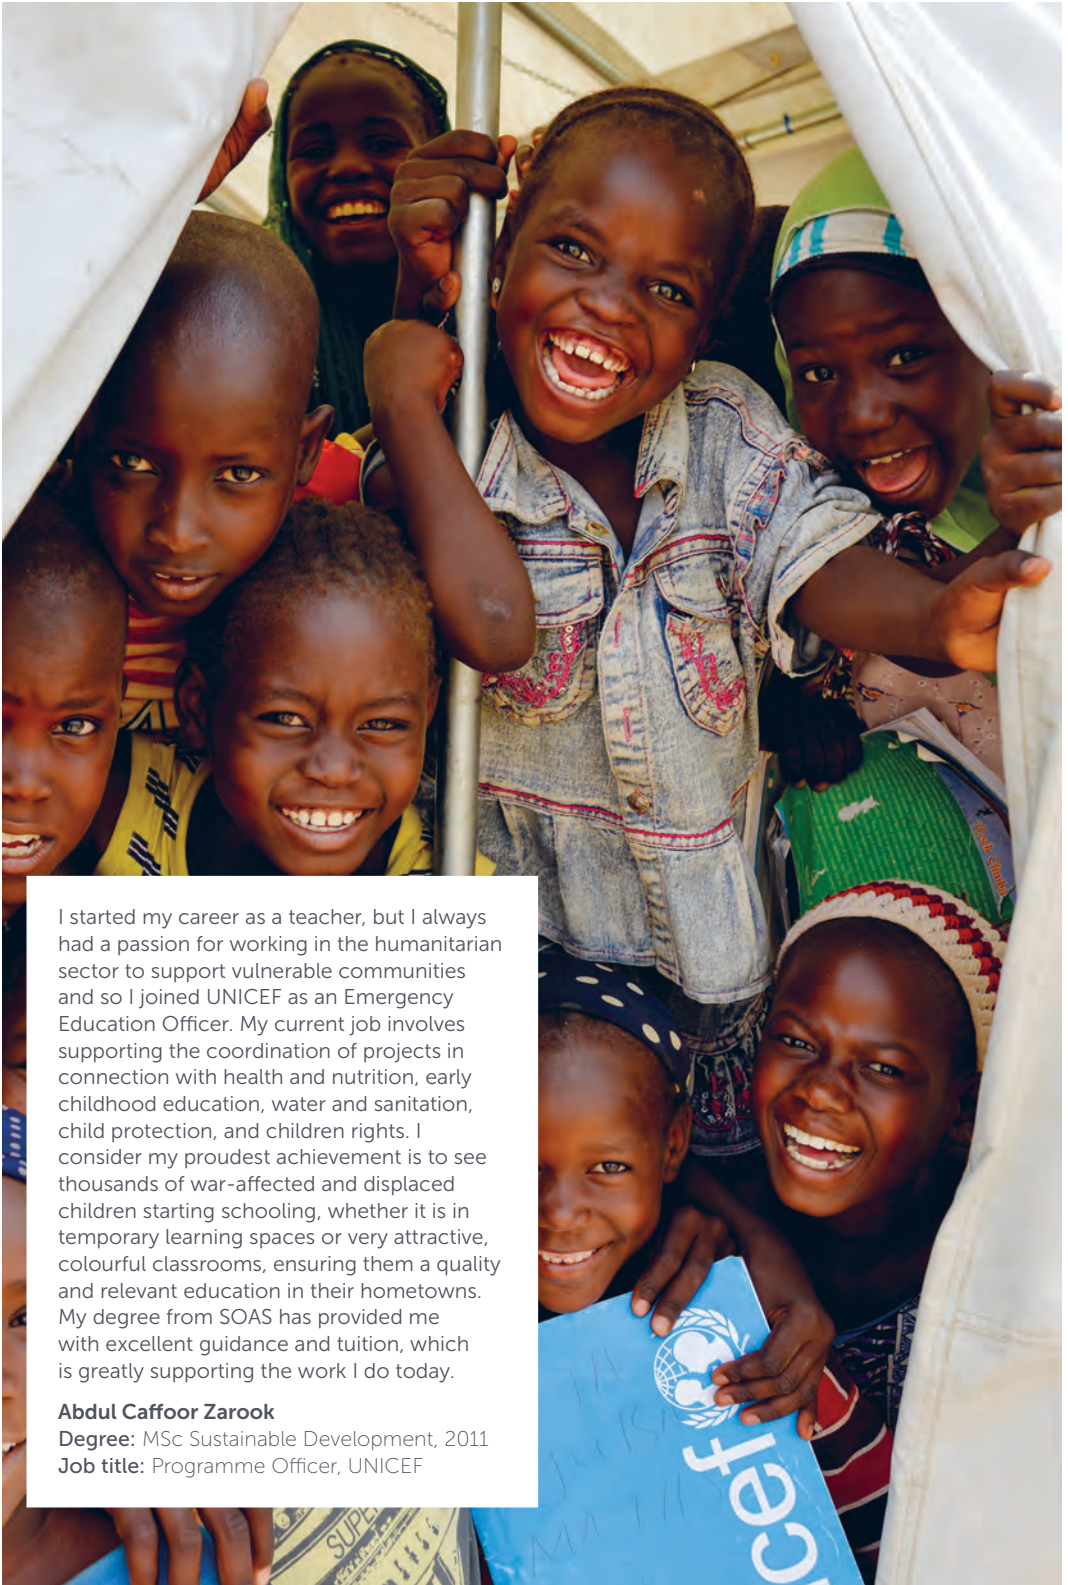 I started my career as a teacher, but I always
had a passion for working in the humanitarian
sector to support vulnerable communities
and so I joined UNICEF as an Emergency
Education Officer. My current job involves
supporting the coordination of projects in
connection with health and nutrition, early
childhood education, water and sanitation,
child protection, and children rights. I
consider my proudest achievement is to see
thousands of war-affected and displaced
children starting schooling, whether it is in
temporary learning spaces or very attractive,
colourful classrooms, ensuring them a quality
and relevant education in their hometowns.
My degree from SOAS has provided me
with excellent guidance and tuition, which
is greatly supporting the work I do today.
Abdul Caffoor Zarook
Degree: MSc Sustainable Development, 2011
Job title: Programme Officer, UNICEF
cef
SUPE